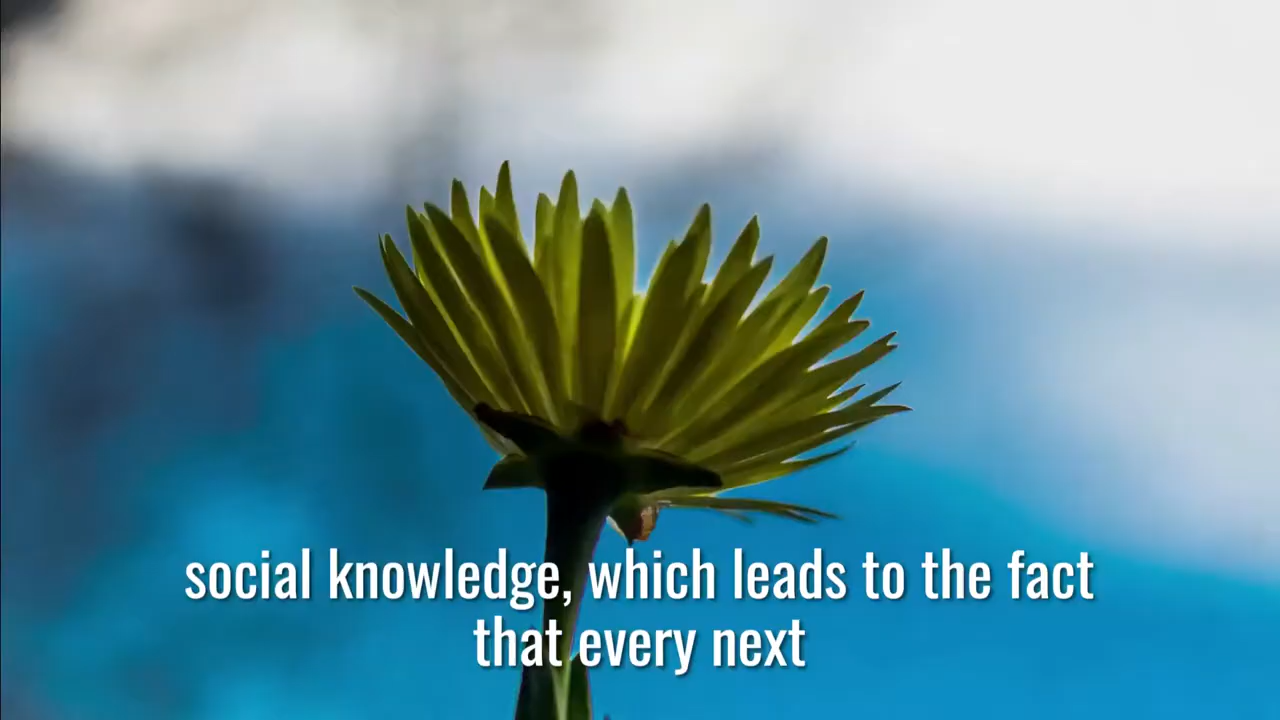 social knowledge, which leads to the fact
that every next